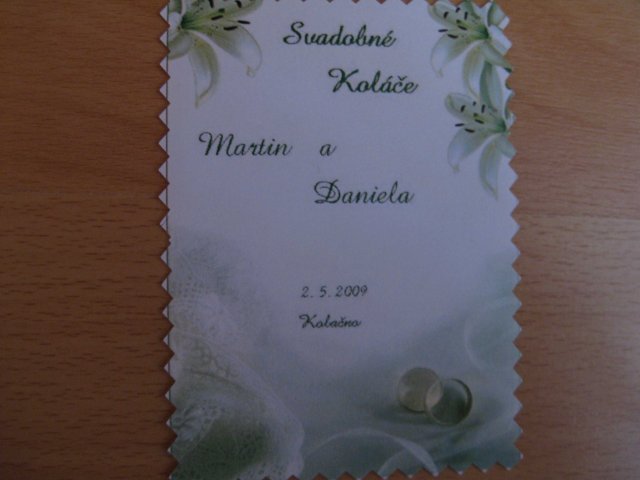 Svadobné
Koláče
Martin a
Daniela
2. 5. 2009
Kolačno